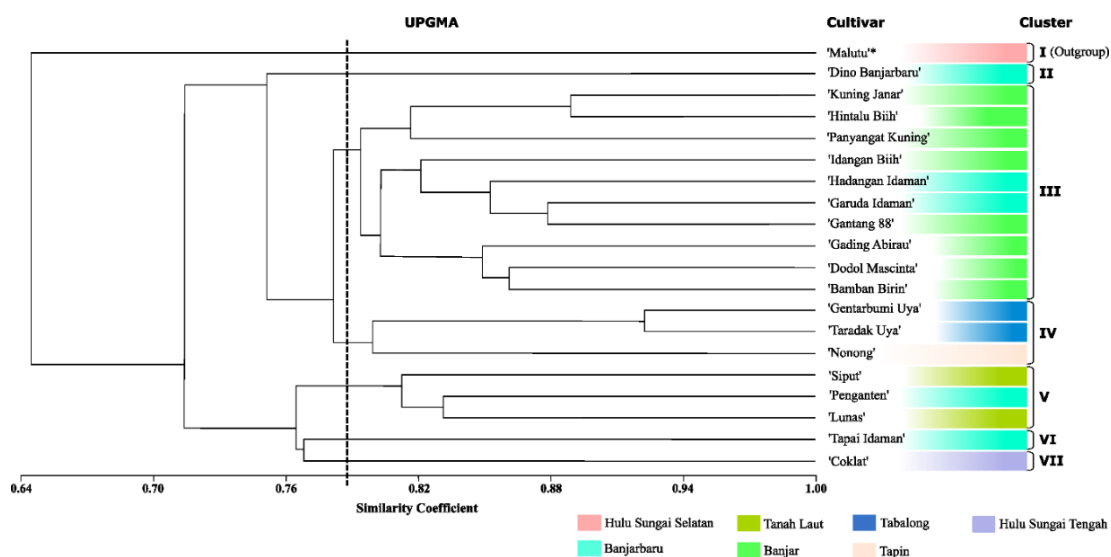 UPGMA Cultivar Cluster
'Malutu'* I (Outgroup)
'Dino Banjarbaru' II
'Kuning Janar'
'Hintalu Biih'
'Panyangat Kuning'
'Idangan Biih'
'Hadangan Idaman' III
'Garuda Idaman'
'Gantang 88'
'Gading Abirau'
'Dodol Mascinta'
'Bamban Birin'
'Gentarbumi Uya'
'Taradak Uya' IV
'Nonong'
'Siput'
'Penganten' V
'Lunas'
'Tapai Idaman' VI
'Coklat' VII
0.64 0.70 0.76 0.82 0.88 0.94 1.00
Similarity Coefficient
Hulu Sungai Selatan Tanah Laut Tabalong Hulu Sungai Tengah
Banjarbaru Banjar Tapin